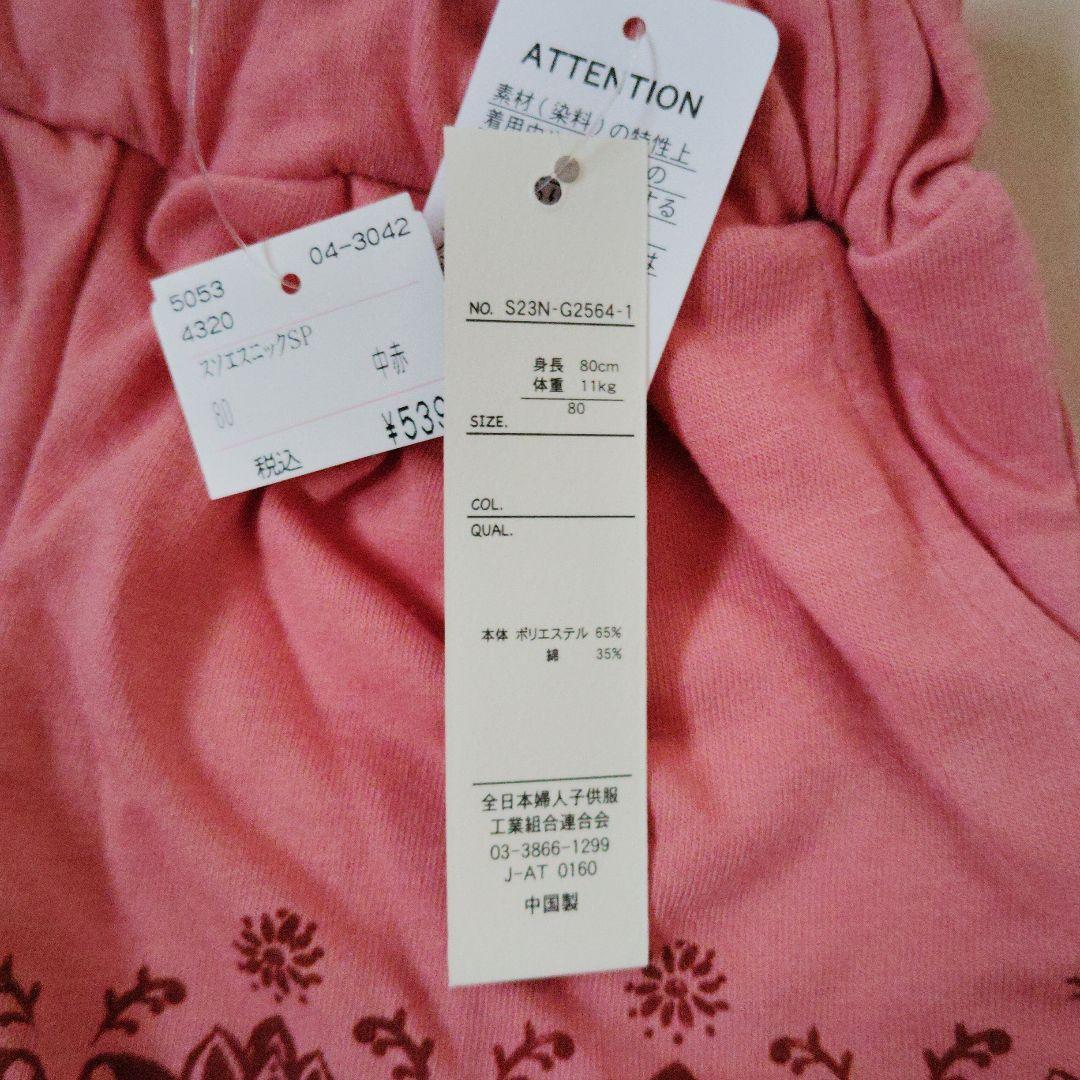 ATTENTION
素材(染料)の特性上
着用中
の
する
は
5053
04-3042
4320
スソエスニックSP
中赤
80
¥539
税込
NO. S23N-G2564-1
身長 80cm
体重 11kg
80
SIZE.
COL.
QUAL.
本体 ポリエステル 65%
綿 35%
全日本婦人子供服
工業組合連合会
03-3866-1299
J-AT 0160
中国製